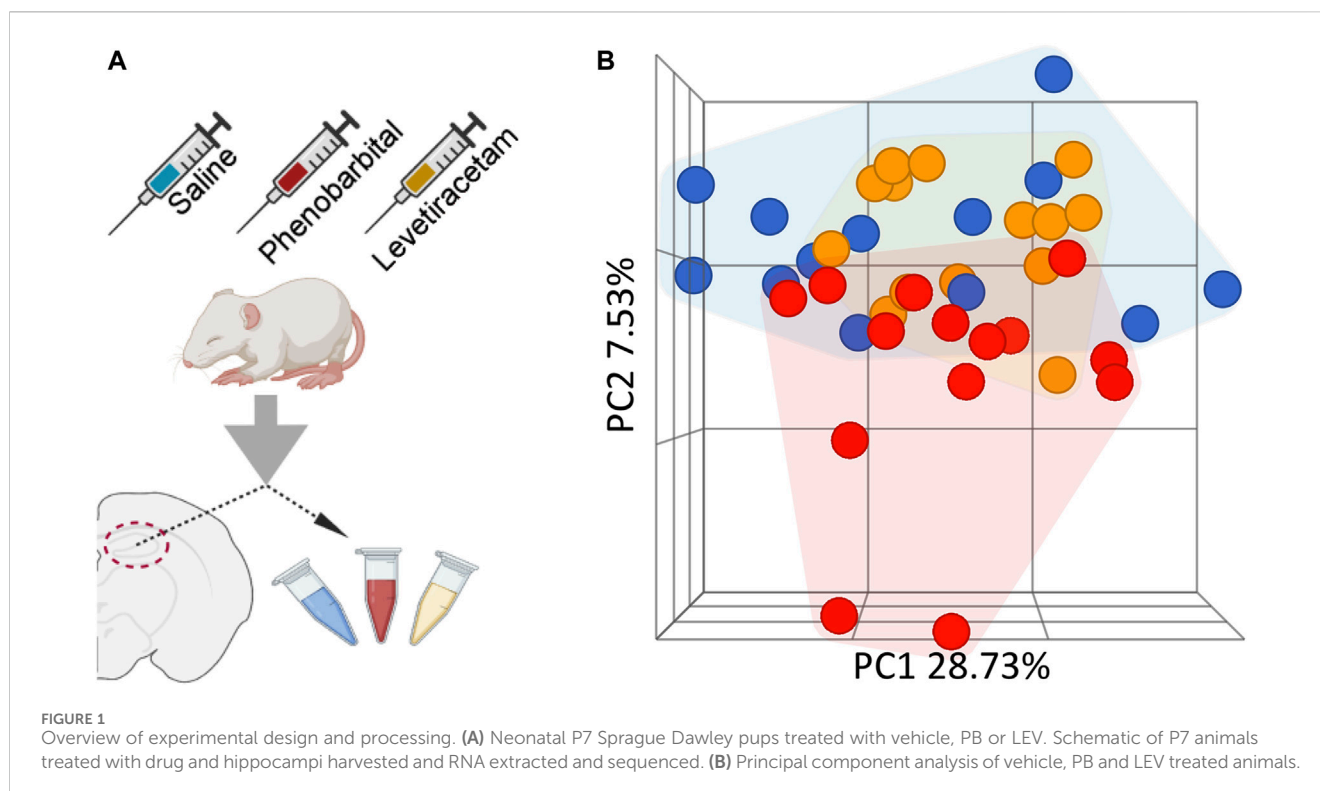 A
B
Saline
Phenobarbital
Levetiracetam
PC2 7.53%
PC1 28.73%
FIGURE 1
Overview of experimental design and processing. (A) Neonatal P7 Sprague Dawley pups treated with vehicle, PB or LEV. Schematic of P7 animals
treated with drug and hippocampi harvested and RNA extracted and sequenced. (B) Principal component analysis of vehicle, PB and LEV treated animals.